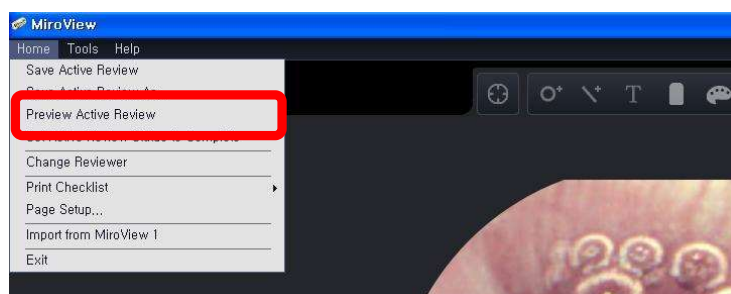 MiroView
Home Tools Help
Save Active Review
Preview Active Review
Change Reviewer
Print Checklist
Page Setup...
Import from MiroView 1
Exit
T